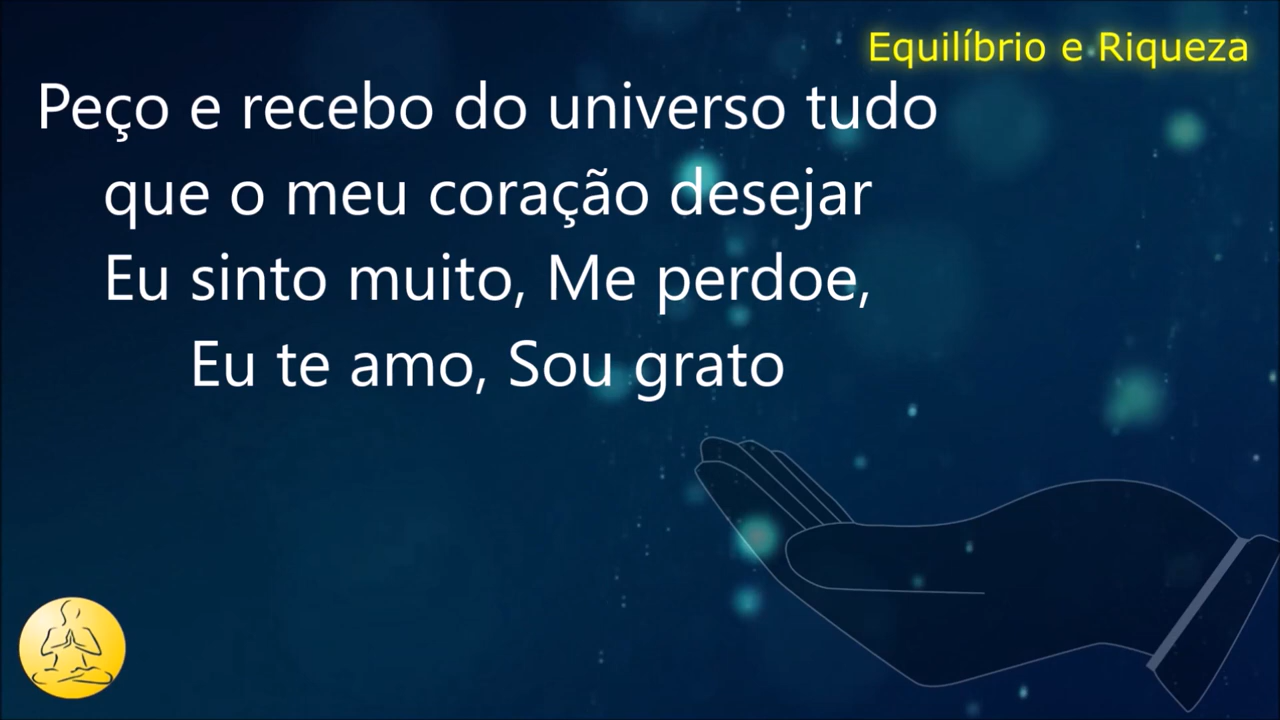 Equilíbrio e Riqueza
Peço e recebo do universo tudo
que o meu coração desejar
Eu sinto muito, Me perdoe,
Eu te amo, Sou grato